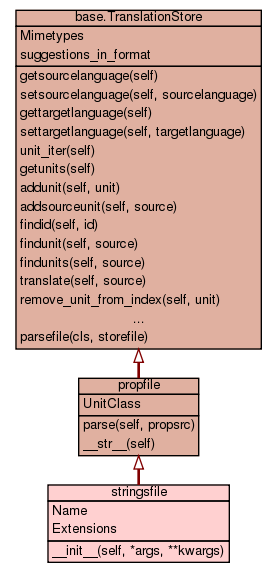 base.TranslationStore
Mimetypes
suggestions_in_format
getsourcelanguage(self)
setsourcelanguage(self, sourcelanguage)
gettargetlanguage(self)
settargetlanguage(self, targetlanguage)
unit_iter(self)
getunits(self)
addunit(self, unit)
addsourceunit(self, source)
findid(self, id)
findunit(self, source)
findunits(self, source)
translate(self, source)
remove_unit_from_index(self, unit)
...
parsefile(cls, storefile)
propfile
UnitClass
parse(self, propsrc)
__str__(self)
stringsfile
Name
Extensions
__init__(self, *args, **kwargs)